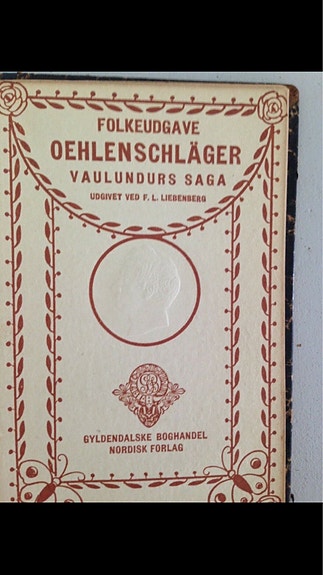 FOLKEUDGAVE
OEHLENSCHLÄGER
VAULUNDURS SAGA
UDGIVET VED F. L. LIEBENBERG
GYLDENDALSKE BOGHANDEL
NORDISK FORLAG